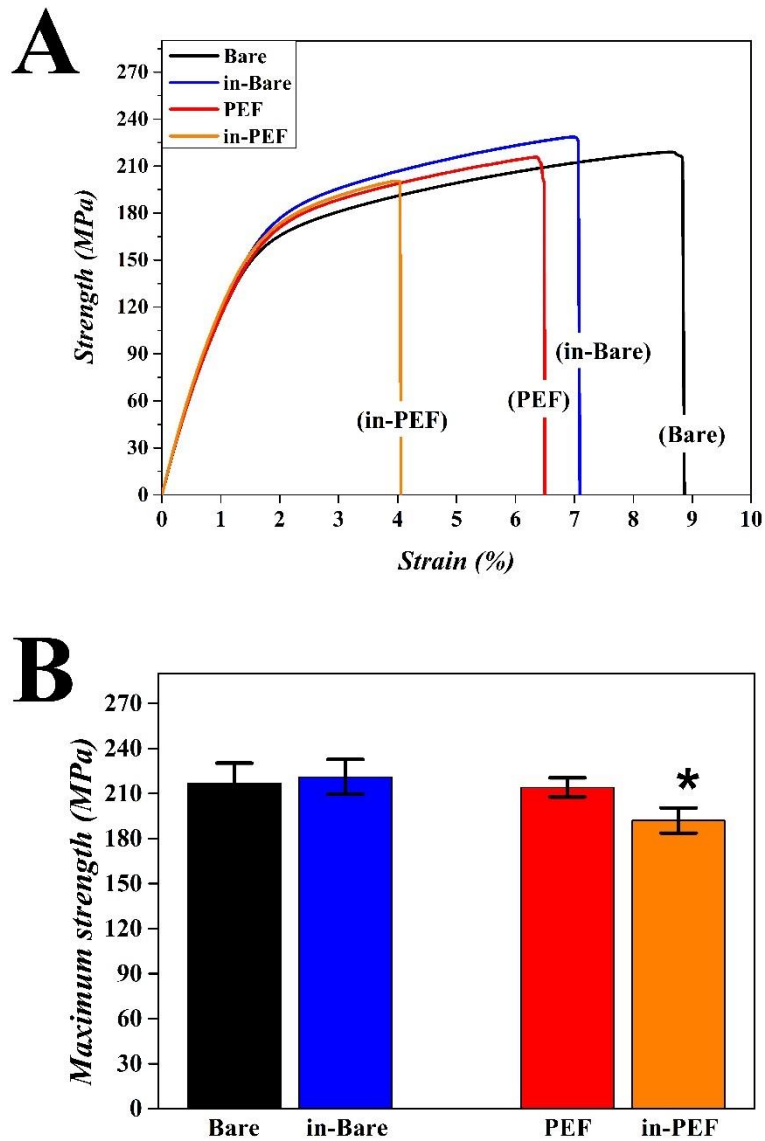 A
Bare
in-Bare
PEF
in-PEF
270
240
210
180
150
120
90
60
30
0
Strength (MPa)
(in-PEF)
(PEF)
(in-Bare)
(Bare)
0 1 2 3 4 5 6 7 8 9 10
Strain (%)
B
270
240
210
180
150
120
90
60
30
0
Maximum strength (MPa)
*
Bare in-Bare PEF in-PEF